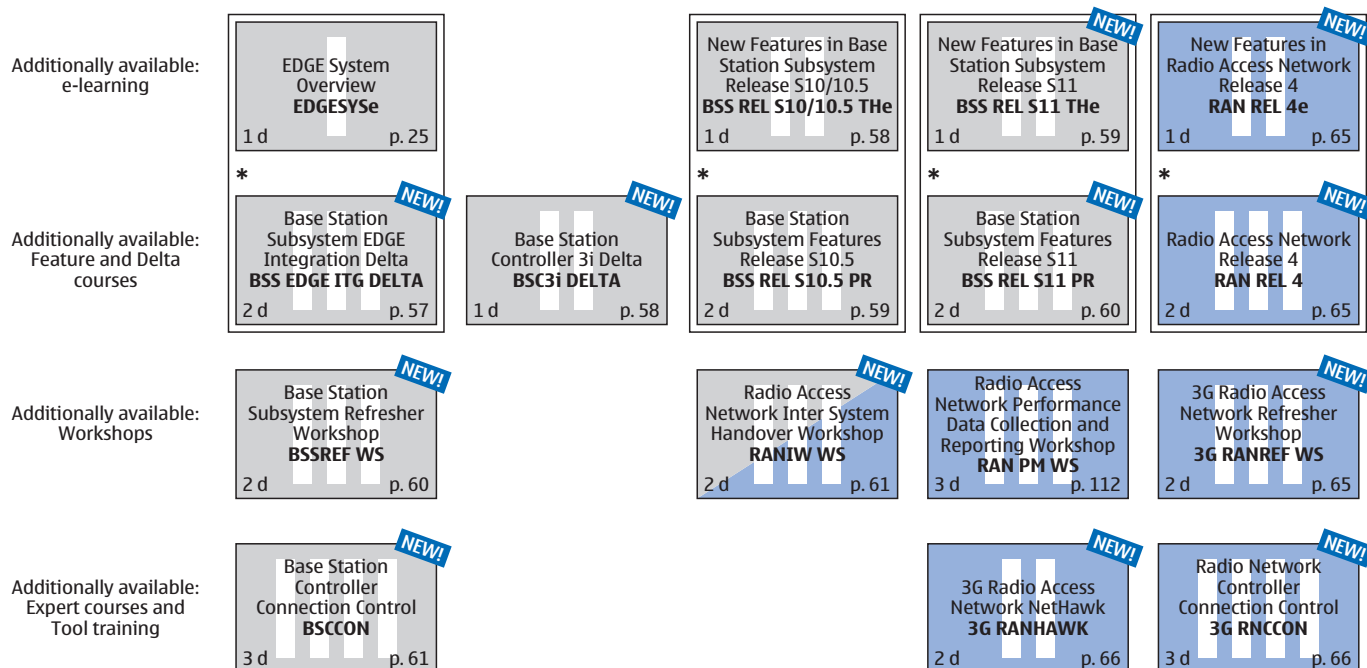 Additionally available:
e-learning
EDGE System
Overview
EDGESYSe
1 d p. 25
New Features in Base
Station Subsystem
Release S10/10.5
BSS REL S10/10.5 THe
1 d p. 58
NEW!
New Features in Base
Station Subsystem
Release S11
BSS REL S11 THe
1 d p. 59
NEW!
New Features in
Radio Access Network
Release 4
RAN REL 4e
1 d p. 65
*
*
*
*
Additionally available:
Feature and Delta
courses
NEW!
Base Station
Subsystem EDGE
Integration Delta
BSS EDGE ITG DELTA
2 d p. 57
NEW!
Base Station
Controller 3i Delta
BSC3i DELTA
1 d p. 58
Base Station
Subsystem Features
Release S10.5
BSS REL S10.5 PR
2 d p. 59
NEW!
Base Station
Subsystem Features
Release S11
BSS REL S11 PR
2 d p. 60
NEW!
Radio Access Network
Release 4
RAN REL 4
2 d p. 65
Additionally available:
Workshops
NEW!
Base Station
Subsystem Refresher
Workshop
BSSREF WS
2 d p. 60
NEW!
Radio Access
Network Inter System
Handover Workshop
RANIW WS
2 d p. 61
Radio Access
Network Performance
Data Collection and
Reporting Workshop
RAN PM WS
3 d p. 112
NEW!
3G Radio Access
Network Refresher
Workshop
3G RANREF WS
2 d p. 65
Additionally available:
Expert courses and
Tool training
NEW!
Base Station
Controller
Connection Control
BSCCON
3 d p. 61
NEW!
3G Radio Access
Network NetHawk
3G RANHAWK
2 d p. 66
NEW!
Radio Network
Controller
Connection Control
3G RNCCON
3 d p. 66